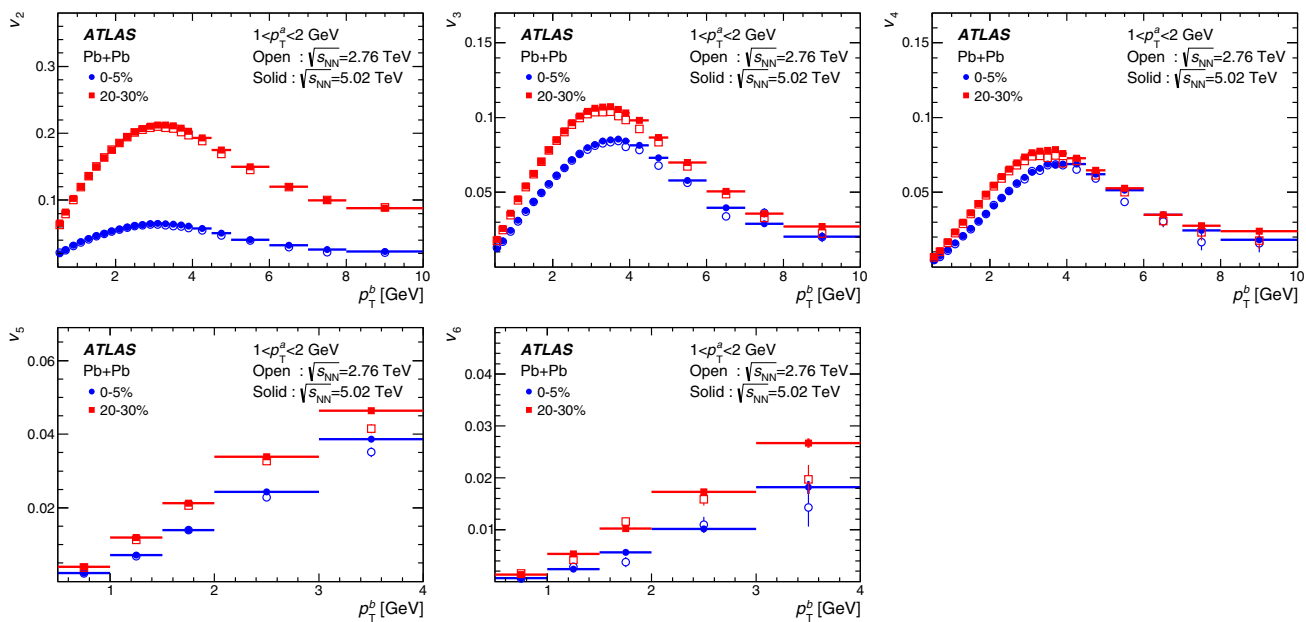 v2
ATLAS
Pb+Pb
0-5%
20-30%
1<p_T^a<2 GeV
Open : √s_NN=2.76 TeV
Solid : √s_NN=5.02 TeV
0.3
0.2
0.1
0
2 4 6 8 10
p_T^b [GeV]
v3
ATLAS
Pb+Pb
0-5%
20-30%
1<p_T^a<2 GeV
Open : √s_NN=2.76 TeV
Solid : √s_NN=5.02 TeV
0.15
0.1
0.05
2 4 6 8 10
p_T^b [GeV]
v4
ATLAS
Pb+Pb
0-5%
20-30%
1<p_T^a<2 GeV
Open : √s_NN=2.76 TeV
Solid : √s_NN=5.02 TeV
0.15
0.1
0.05
2 4 6 8 10
p_T^b [GeV]
v5
ATLAS
Pb+Pb
0-5%
20-30%
1<p_T^a<2 GeV
Open : √s_NN=2.76 TeV
Solid : √s_NN=5.02 TeV
0.06
0.04
0.02
1 2 3 4
p_T^b [GeV]
v6
ATLAS
Pb+Pb
0-5%
20-30%
1<p_T^a<2 GeV
Open : √s_NN=2.76 TeV
Solid : √s_NN=5.02 TeV
0.04
0.03
0.02
0.01
1 2 3 4
p_T^b [GeV]